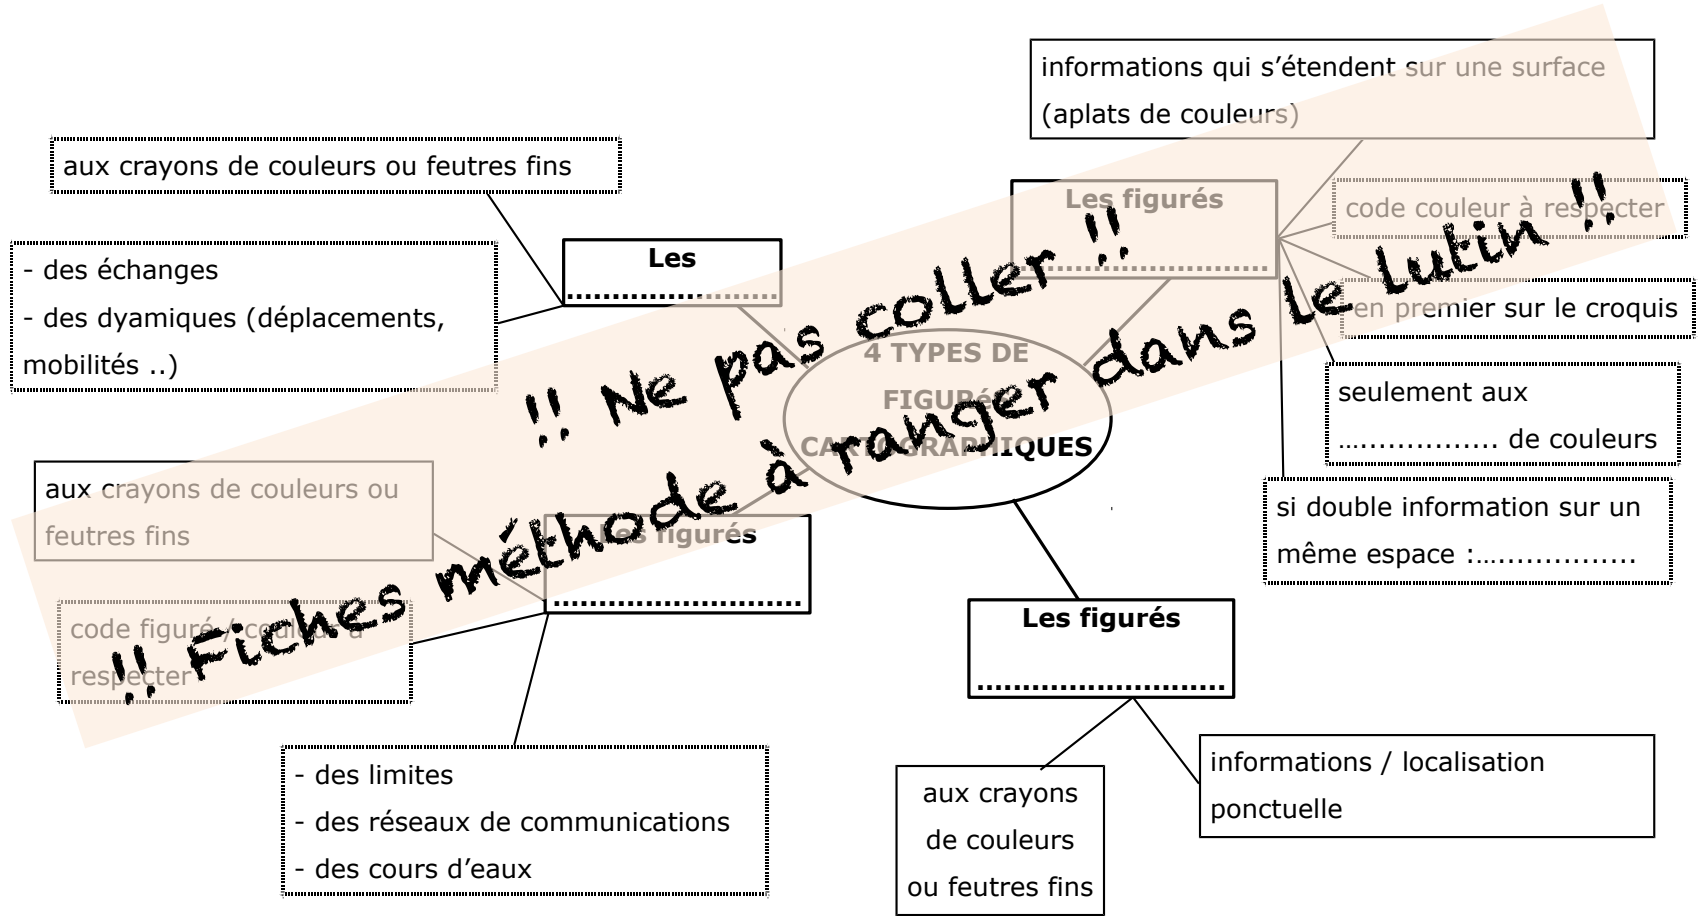 informations qui s’étendent sur une surface
(aplats de couleurs)
aux crayons de couleurs ou feutres fins
Les figurés
............................
code couleur à respecter
Les
.........................
- des échanges
- des dyamiques (déplacements,
mobilités ..)
en premier sur le croquis
4 TYPES DE
FIGURéS
CARTOGRAPHIQUES
seulement aux
.................. de couleurs
aux crayons de couleurs ou
feutres fins
si double information sur un
même espace :..................
Les figurés
...........................
code figuré / couleur à
respecter
Les figurés
...........................
- des limites
- des réseaux de communications
- des cours d’eaux
aux crayons
de couleurs
ou feutres fins
informations / localisation
ponctuelle
!! Ne pas coller !!
!! Fiches méthode à ranger dans le lutin !!